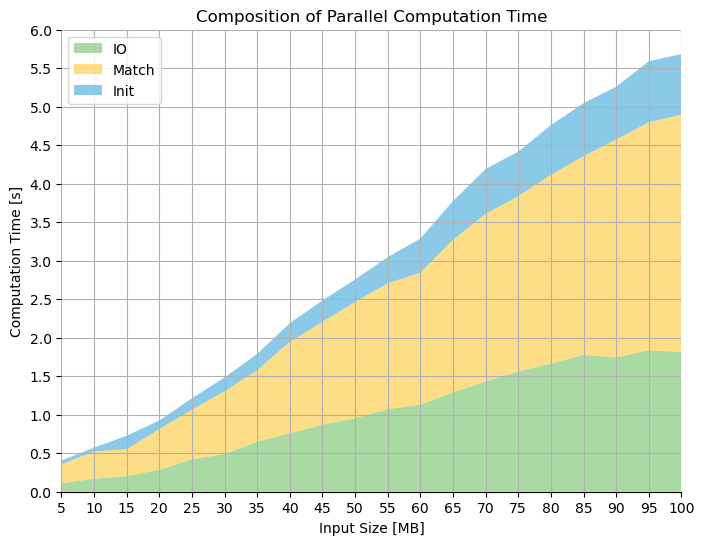 Composition of Parallel Computation Time
IO
Match
Init
Computation Time [s]
6.0
5.5
5.0
4.5
4.0
3.5
3.0
2.5
2.0
1.5
1.0
0.5
0.0
5 10 15 20 25 30 35 40 45 50 55 60 65 70 75 80 85 90 95 100
Input Size [MB]